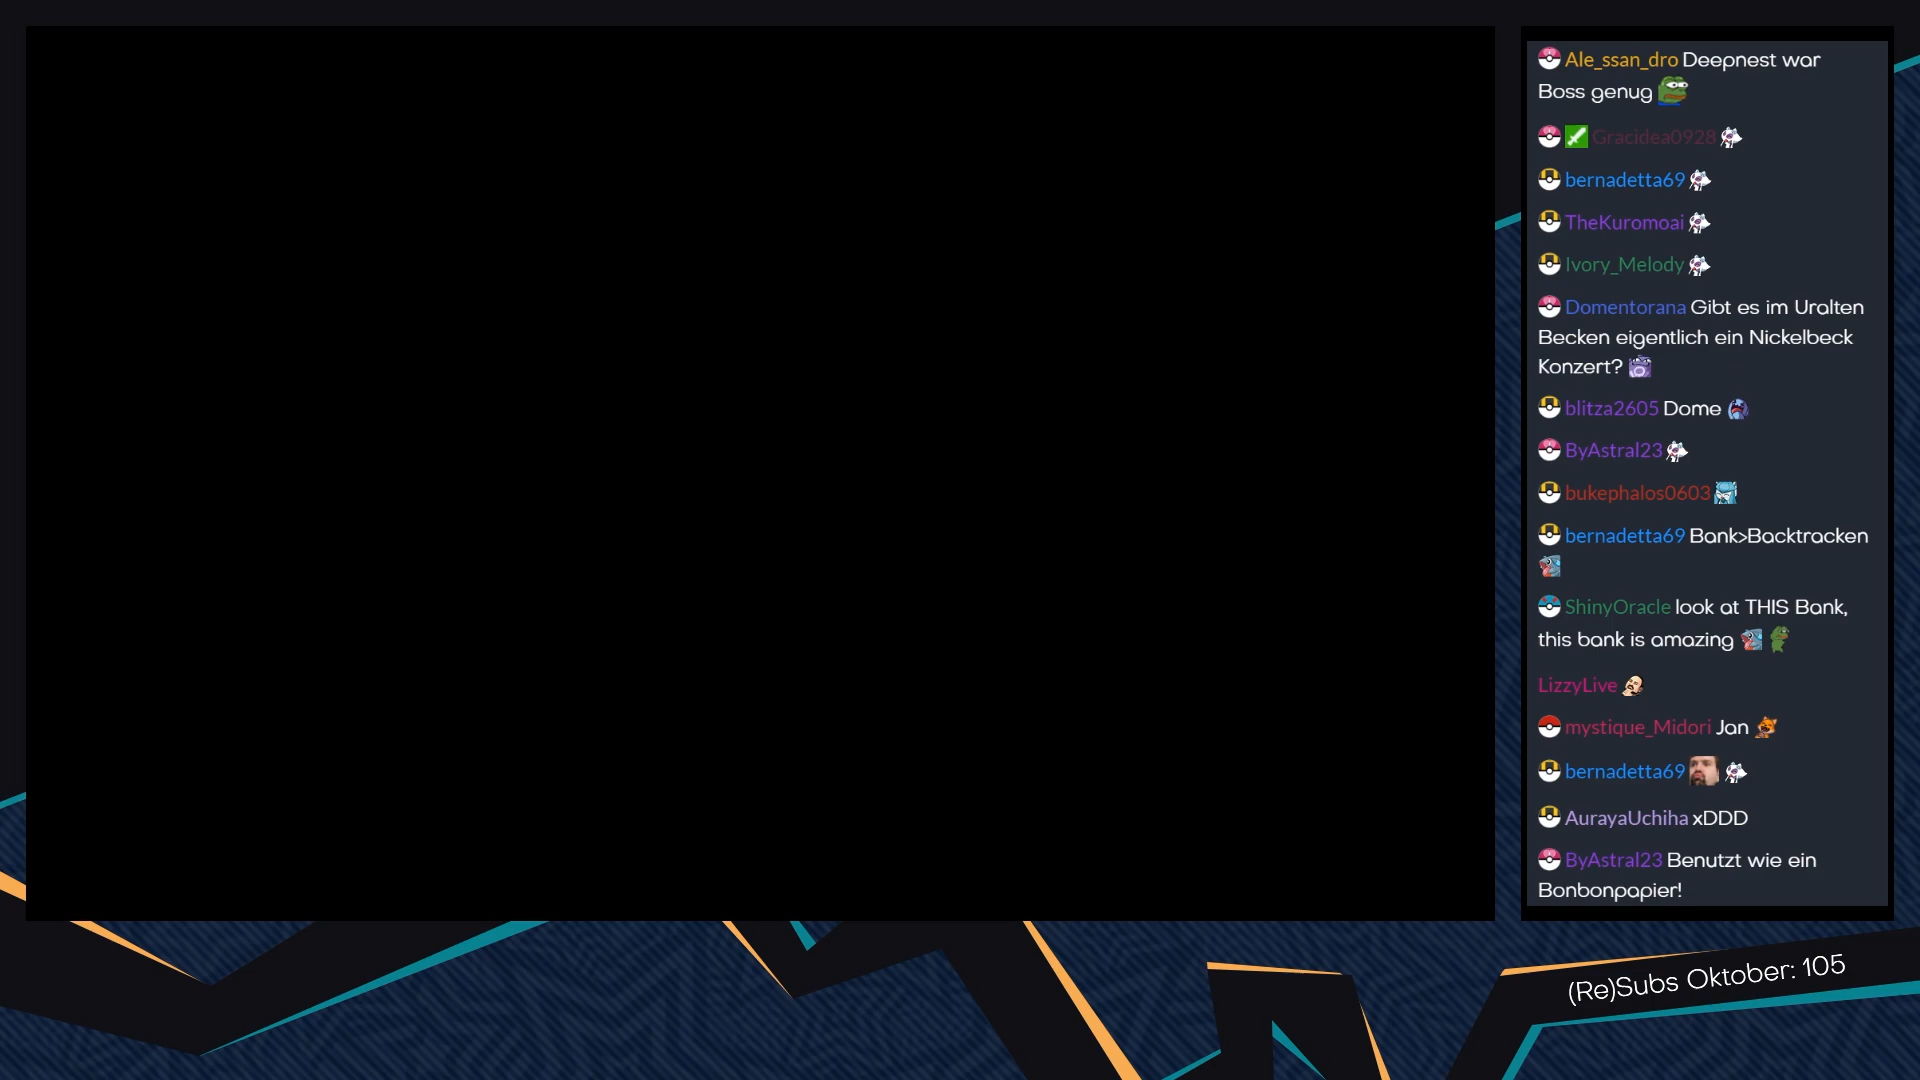 Ale_ssan_dro Deepnest war
Boss genug
Gracidea0928
bernadetta69
TheKuromoai
Ivory_Melody
Domentorana Gibt es im Uralten
Becken eigentlich ein Nickelbeck
Konzert?
blitza2605 Dome
ByAstral23
bukephalos0603
bernadetta69 Bank>Backtracken
ShinyOracle look at THIS Bank,
this bank is amazing
LizzyLive
mystique_Midori Jan
bernadetta69
AurayaUchiha xDDD
ByAstral23 Benutzt wie ein
Bonbonpapier!
(Re)Subs Oktober: 105